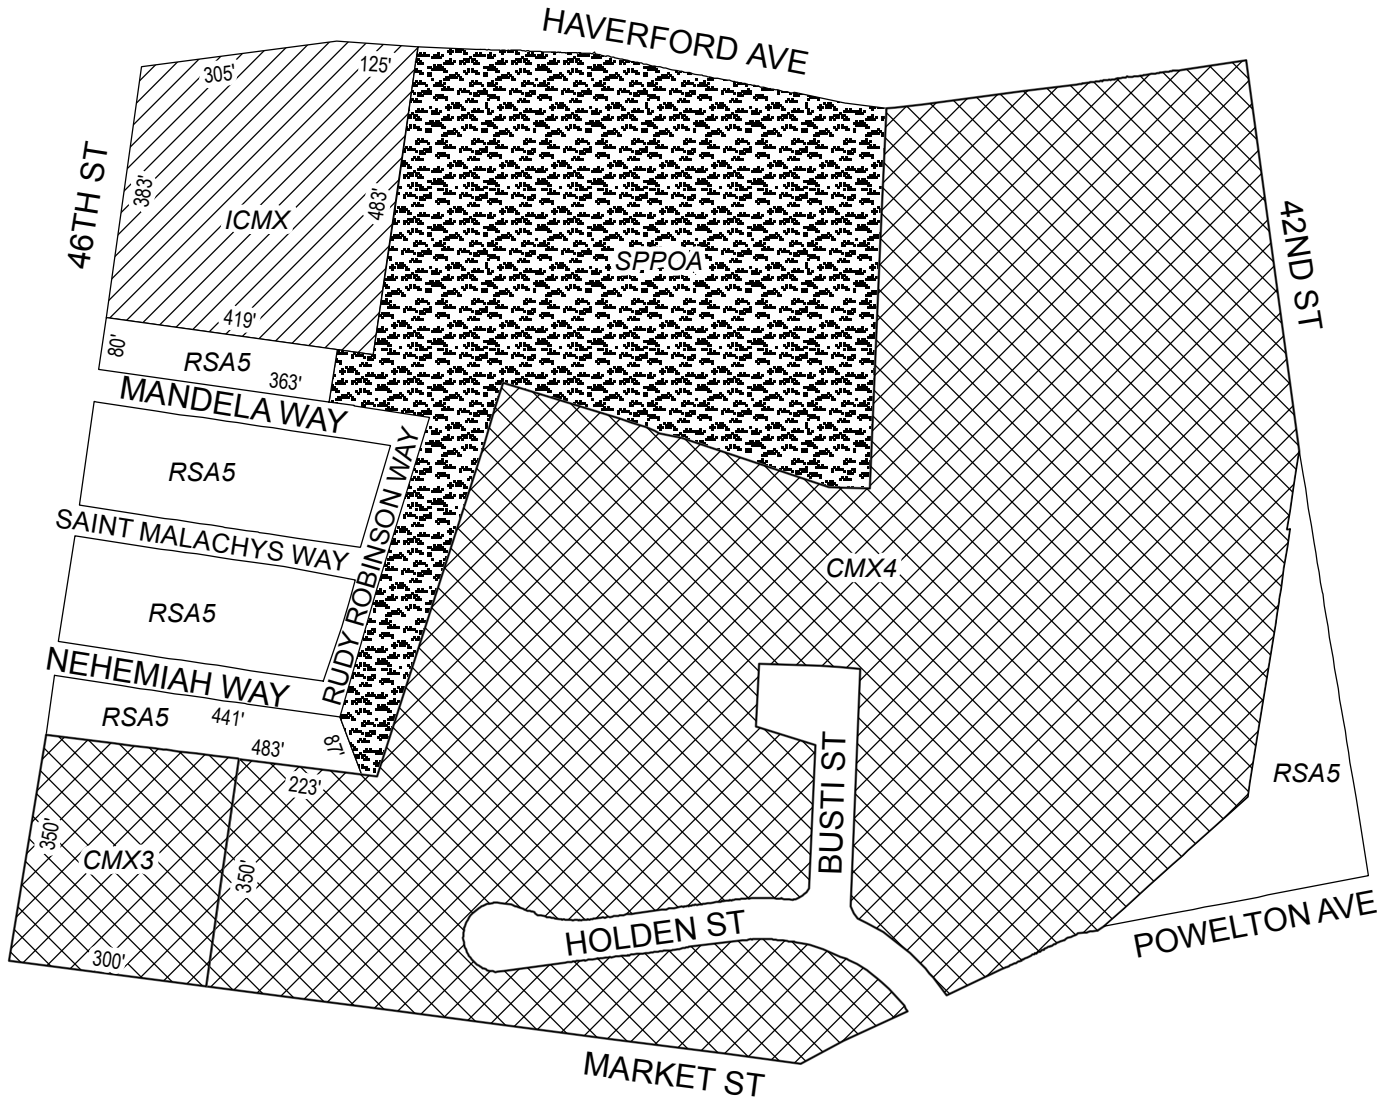 HAVERFORD AVE
305'
125'
46TH ST
383'
483'
ICMX
SPPOA
42ND ST
419'
80'
RSA5
363'
MANDELA WAY
RSA5
RUDY ROBINSON WAY
SAINT MALACHYS WAY
CMX4
RSA5
NEHEMIAH WAY
RSA5
441'
483'
87'
223'
BUSTI ST
RSA5
350'
CMX3
350'
HOLDEN ST
POWELTON AVE
300'
MARKET ST